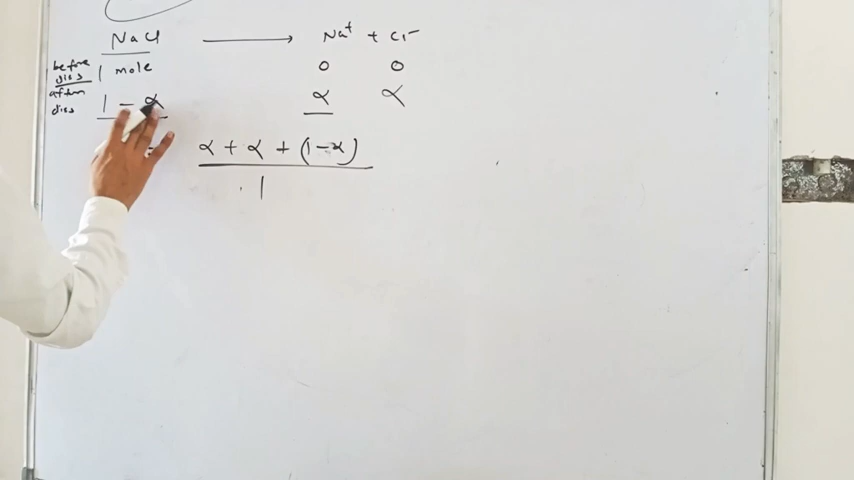 NaCl ⟶ Na⁺ + Cl⁻
before diss 1 mole 0 0
after diss 1 - α α α
= α + α + (1-α)
1